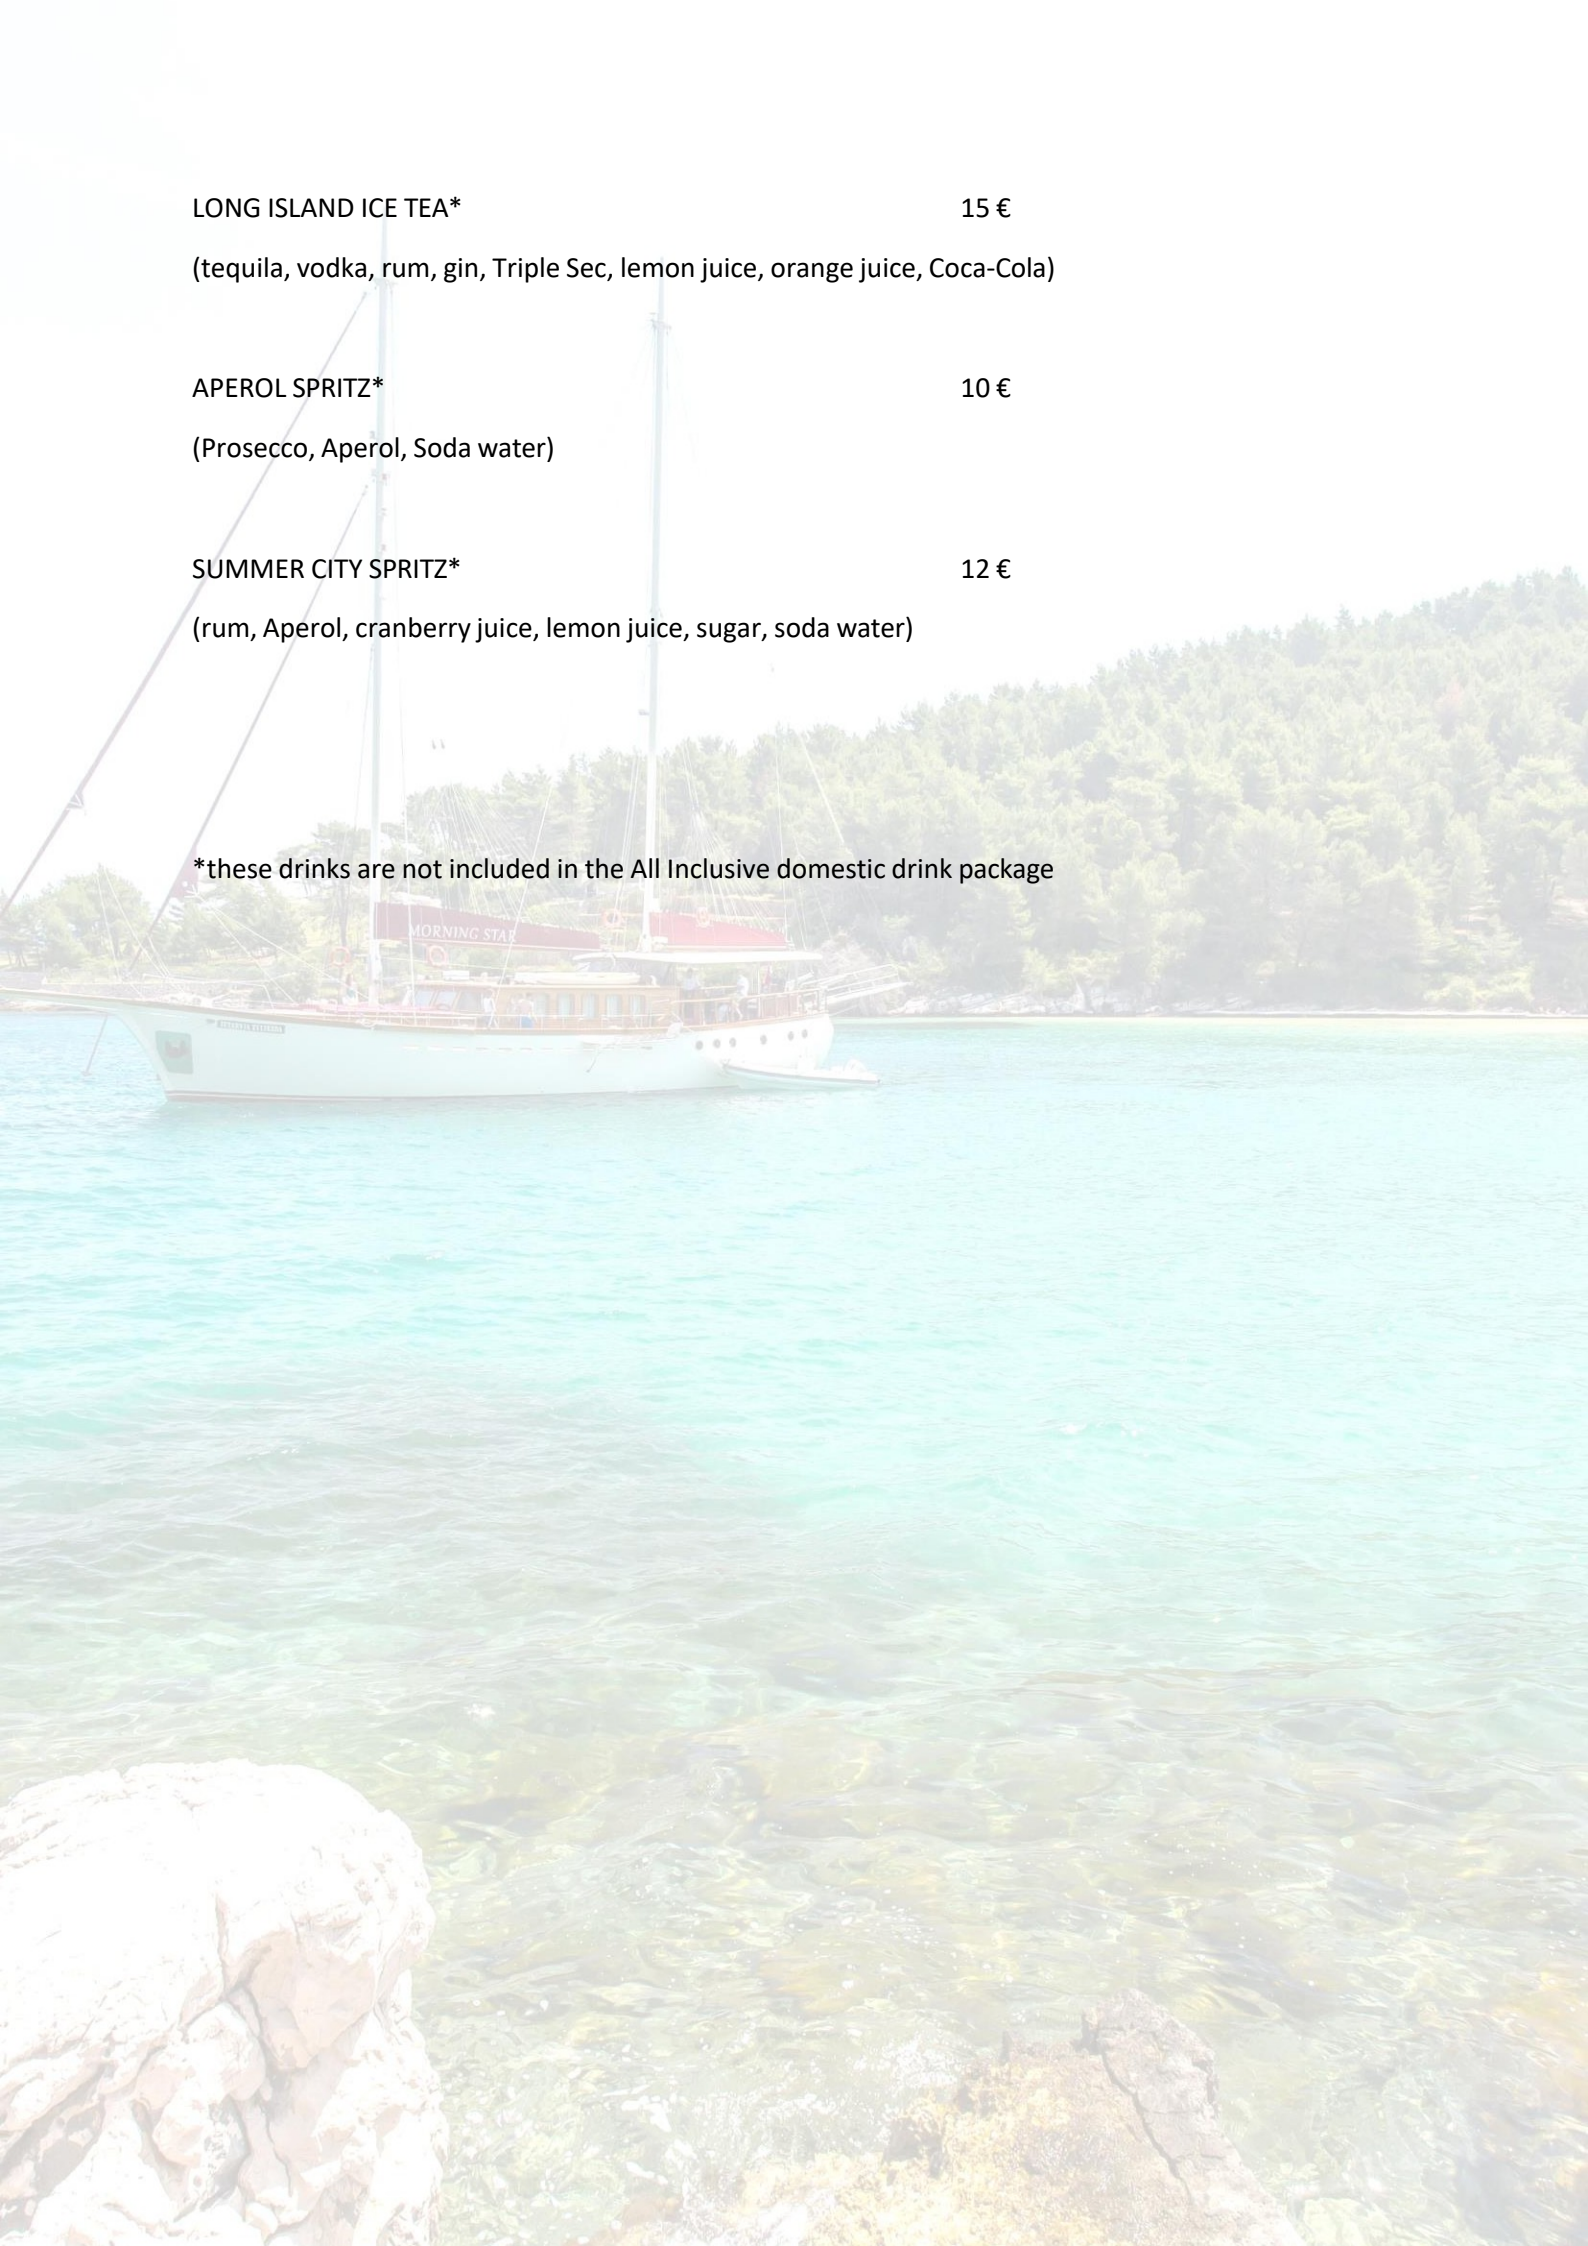 LONG ISLAND ICE TEA* 15 €
(tequila, vodka, rum, gin, Triple Sec, lemon juice, orange juice, Coca-Cola)
APEROL SPRITZ* 10 €
(Prosecco, Aperol, Soda water)
SUMMER CITY SPRITZ* 12 €
(rum, Aperol, cranberry juice, lemon juice, sugar, soda water)
*these drinks are not included in the All Inclusive domestic drink package
MORNING STAR